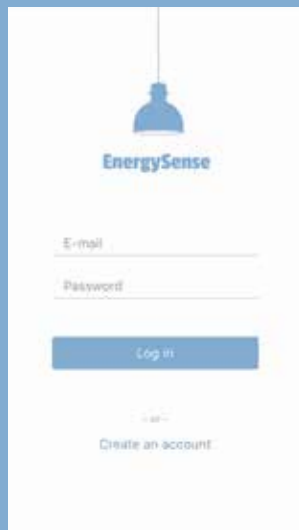 EnergySense
E-mail
Password
Log in
- or -
Create an account